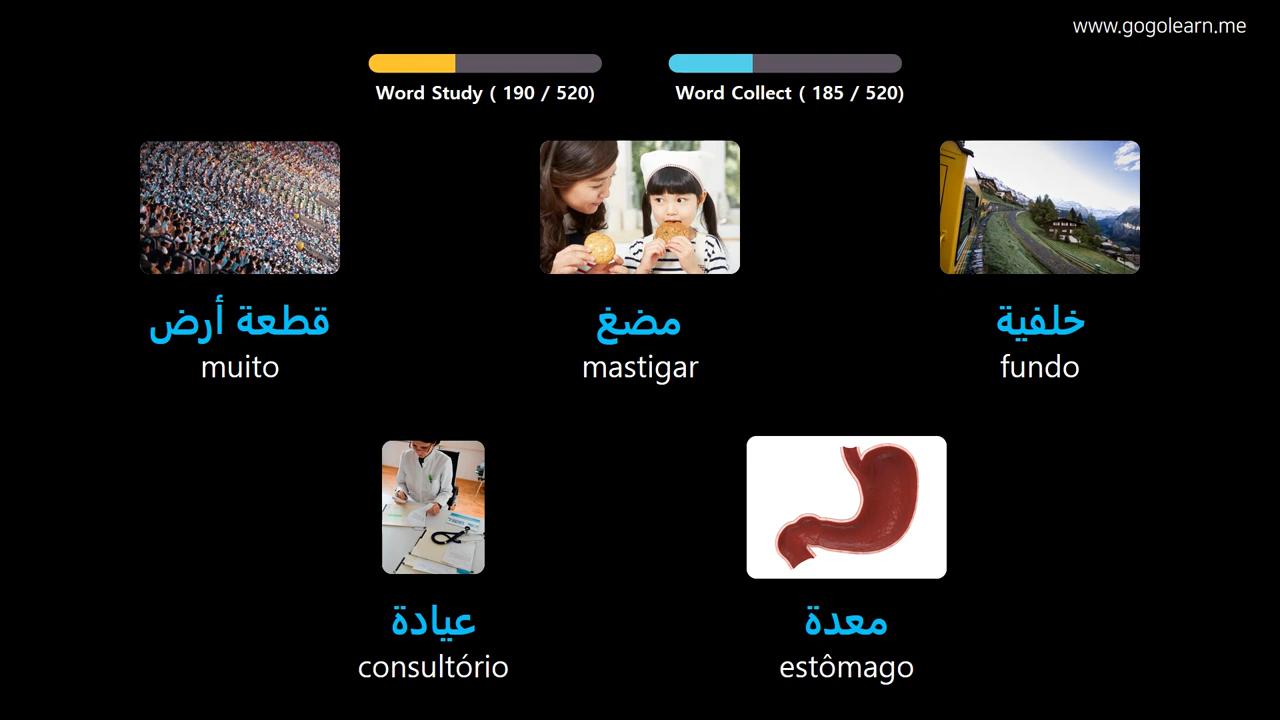 www.gogolearn.me
Word Study ( 190 / 520)
Word Collect ( 185 / 520)
قطعة أرض
muito
مضغ
mastigar
خلفية
fundo
عيادة
consultório
معدة
estômago